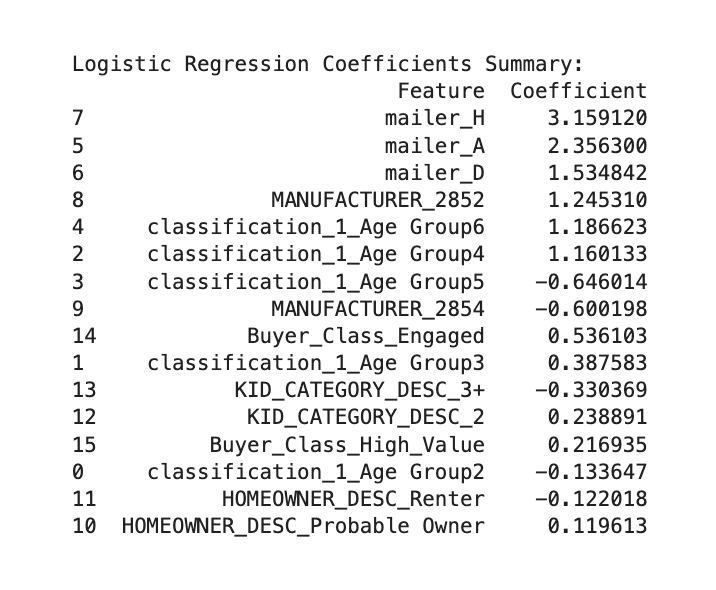 Logistic Regression Coefficients Summary:
Feature Coefficient
7 mailer_H 3.159120
5 mailer_A 2.356300
6 mailer_D 1.534842
8 MANUFACTURER_2852 1.245310
4 classification_1_Age Group6 1.186623
2 classification_1_Age Group4 1.160133
3 classification_1_Age Group5 −0.646014
9 MANUFACTURER_2854 −0.600198
14 Buyer_Class_Engaged 0.536103
1 classification_1_Age Group3 0.387583
13 KID_CATEGORY_DESC_3+ −0.330369
12 KID_CATEGORY_DESC_2 0.238891
15 Buyer_Class_High_Value 0.216935
0 classification_1_Age Group2 −0.133647
11 HOMEOWNER_DESC_Renter −0.122018
10 HOMEOWNER_DESC_Probable Owner 0.119613